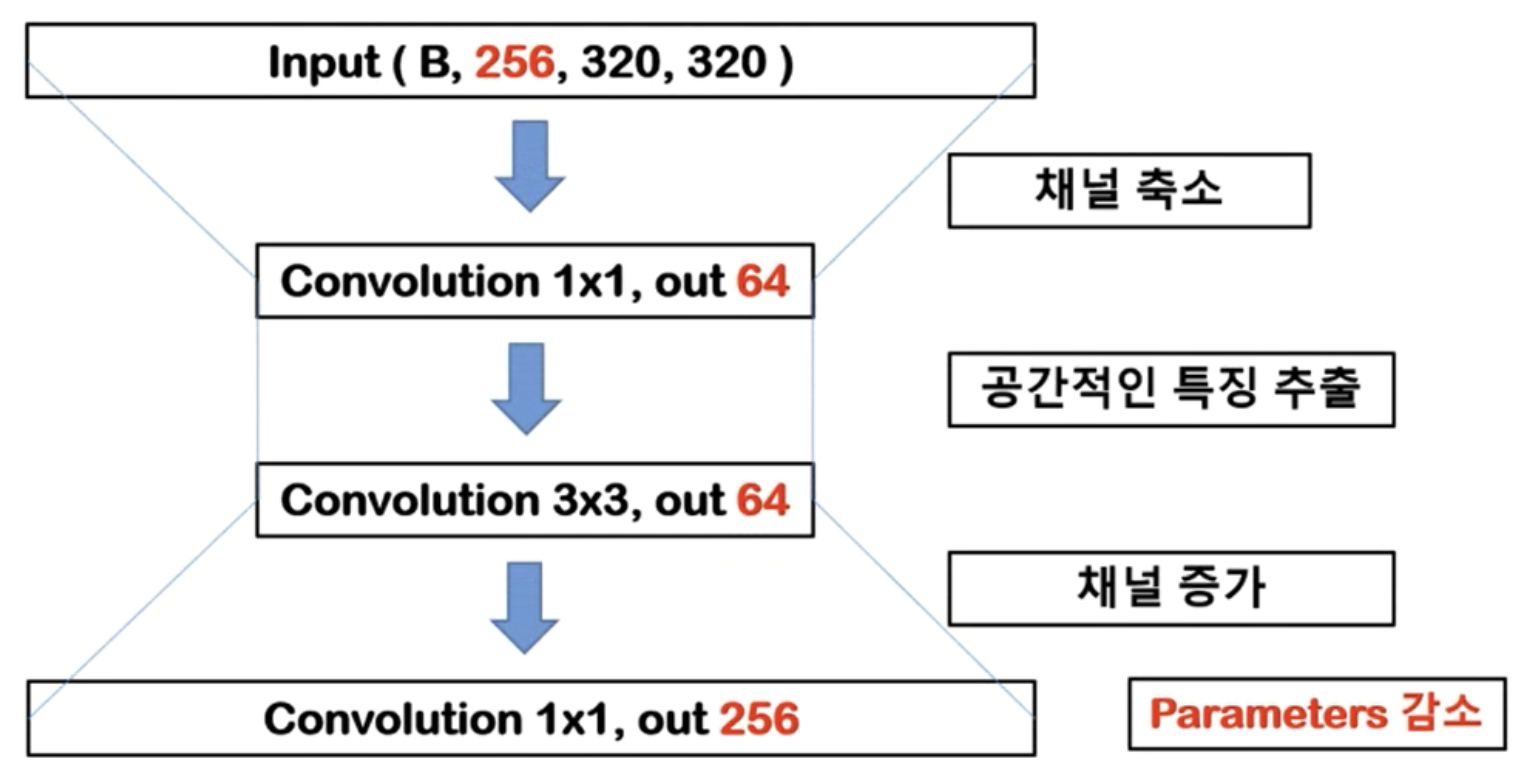 Input ( B, 256, 320, 320 )
채널 축소
Convolution 1x1, out 64
공간적인 특징 추출
Convolution 3x3, out 64
채널 증가
Convolution 1x1, out 256
Parameters 감소